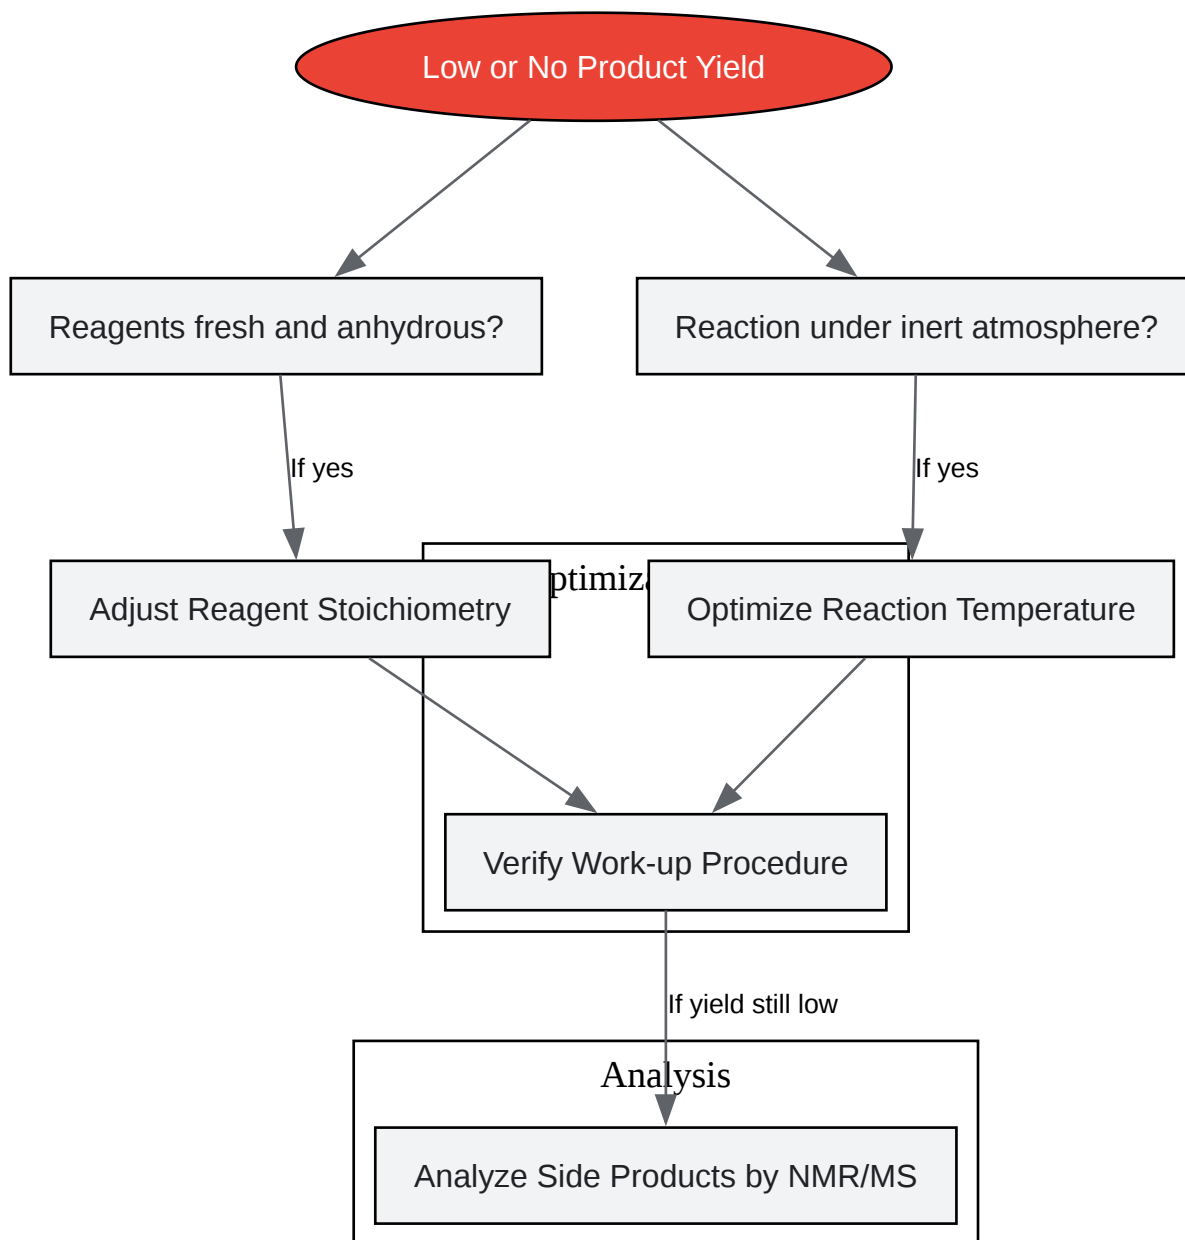 Low or No Product Yield
Reagents fresh and anhydrous?
Reaction under inert atmosphere?
If yes
If yes
Adjust Reagent Stoichiometry
Optimize Reaction Temperature
Verify Work-up Procedure
If yield still low
Analysis
Analyze Side Products by NMR/MS